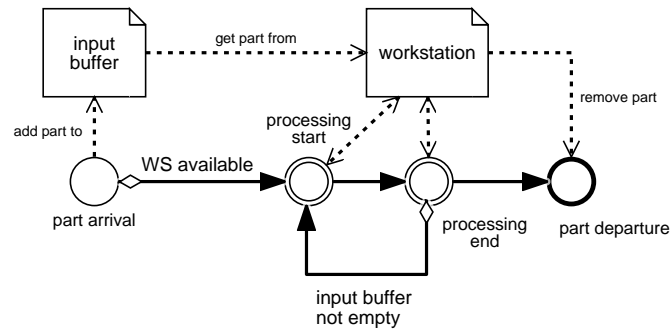 input
buffer
get part from
workstation
add part to
processing
start
remove part
WS available
part arrival
processing
end
part departure
input buffer
not empty